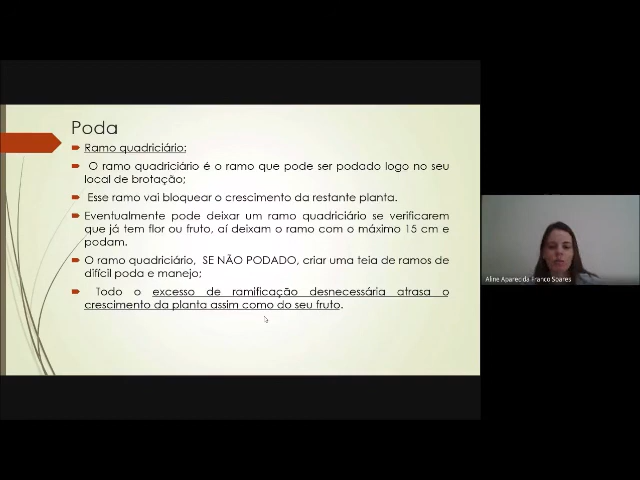 Poda
Ramo quadriciário:
O ramo quadriciário é o ramo que pode ser podado logo no seu
local de brotação;
Esse ramo vai bloquear o crescimento da restante planta.
Eventualmente pode deixar um ramo quadriciário se verificarem
que já tem flor ou fruto, aí deixam o ramo com o máximo 15 cm e
podam.
O ramo quadriciário, SE NÃO PODADO, criar uma teia de ramos de
difícil poda e manejo;
Todo o excesso de ramificação desnecessária atrasa o
crescimento da planta assim como do seu fruto.
Aline Aparecida Franco Soares